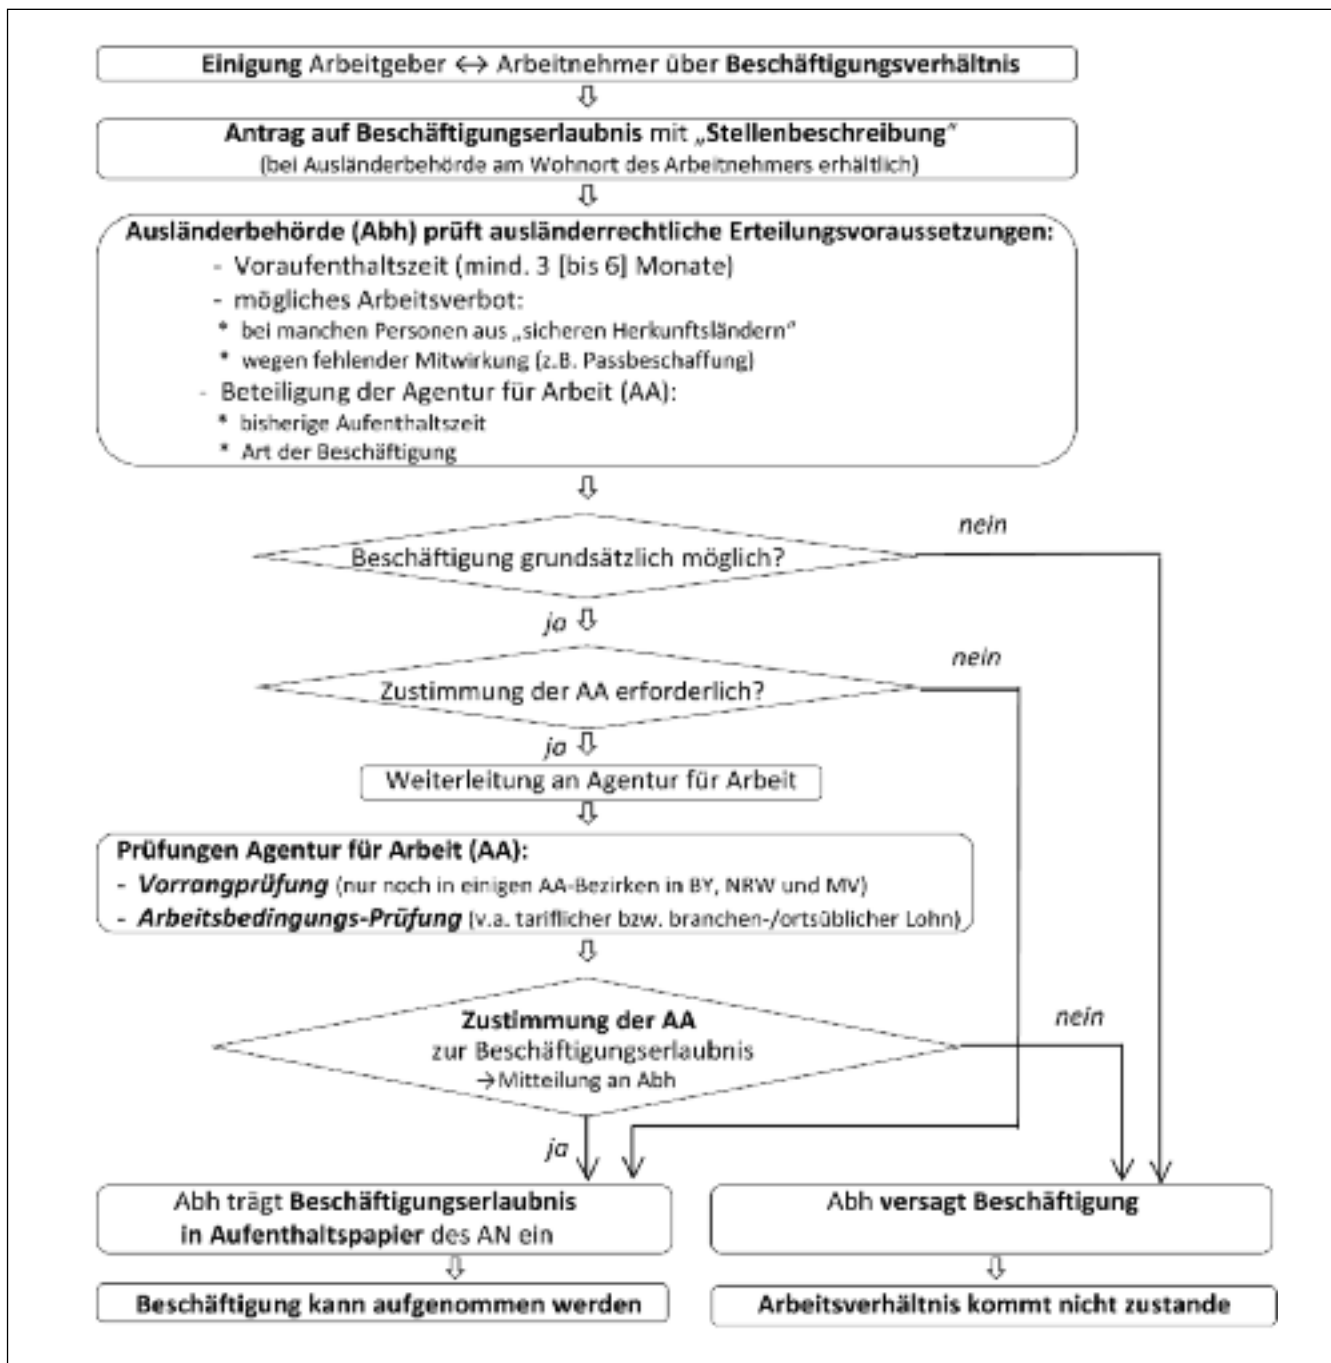 Einigung Arbeitgeber ↔ Arbeitnehmer über Beschäftigungsverhältnis
Antrag auf Beschäftigungserlaubnis mit „Stellenbeschreibung“
(bei Ausländerbehörde am Wohnort des Arbeitnehmers erhältlich)
Ausländerbehörde (Abh) prüft ausländerrechtliche Erteilungsvoraussetzungen:
- Voraufenthaltszeit (mind. 3 [bis 6] Monate)
- mögliches Arbeitsverbot:
* bei manchen Personen aus „sicheren Herkunftsländern“
* wegen fehlender Mitwirkung (z.B. Passbeschaffung)
- Beteiligung der Agentur für Arbeit (AA):
* bisherige Aufenthaltszeit
* Art der Beschäftigung
nein
Beschäftigung grundsätzlich möglich?
ja
nein
Zustimmung der AA erforderlich?
ja
Weiterleitung an Agentur für Arbeit
Prüfungen Agentur für Arbeit (AA):
- Vorrangprüfung (nur noch in einigen AA-Bezirken in BY, NRW und MV)
- Arbeitsbedingungs-Prüfung (v.a. tariflicher bzw. branchen-/ortsüblicher Lohn)
Zustimmung der AA
nein
zur Beschäftigungserlaubnis
→Mitteilung an Abh
ja
Abh trägt Beschäftigungserlaubnis
in Aufenthaltspapier des AN ein
Abh versagt Beschäftigung
Beschäftigung kann aufgenommen werden
Arbeitsverhältnis kommt nicht zustande